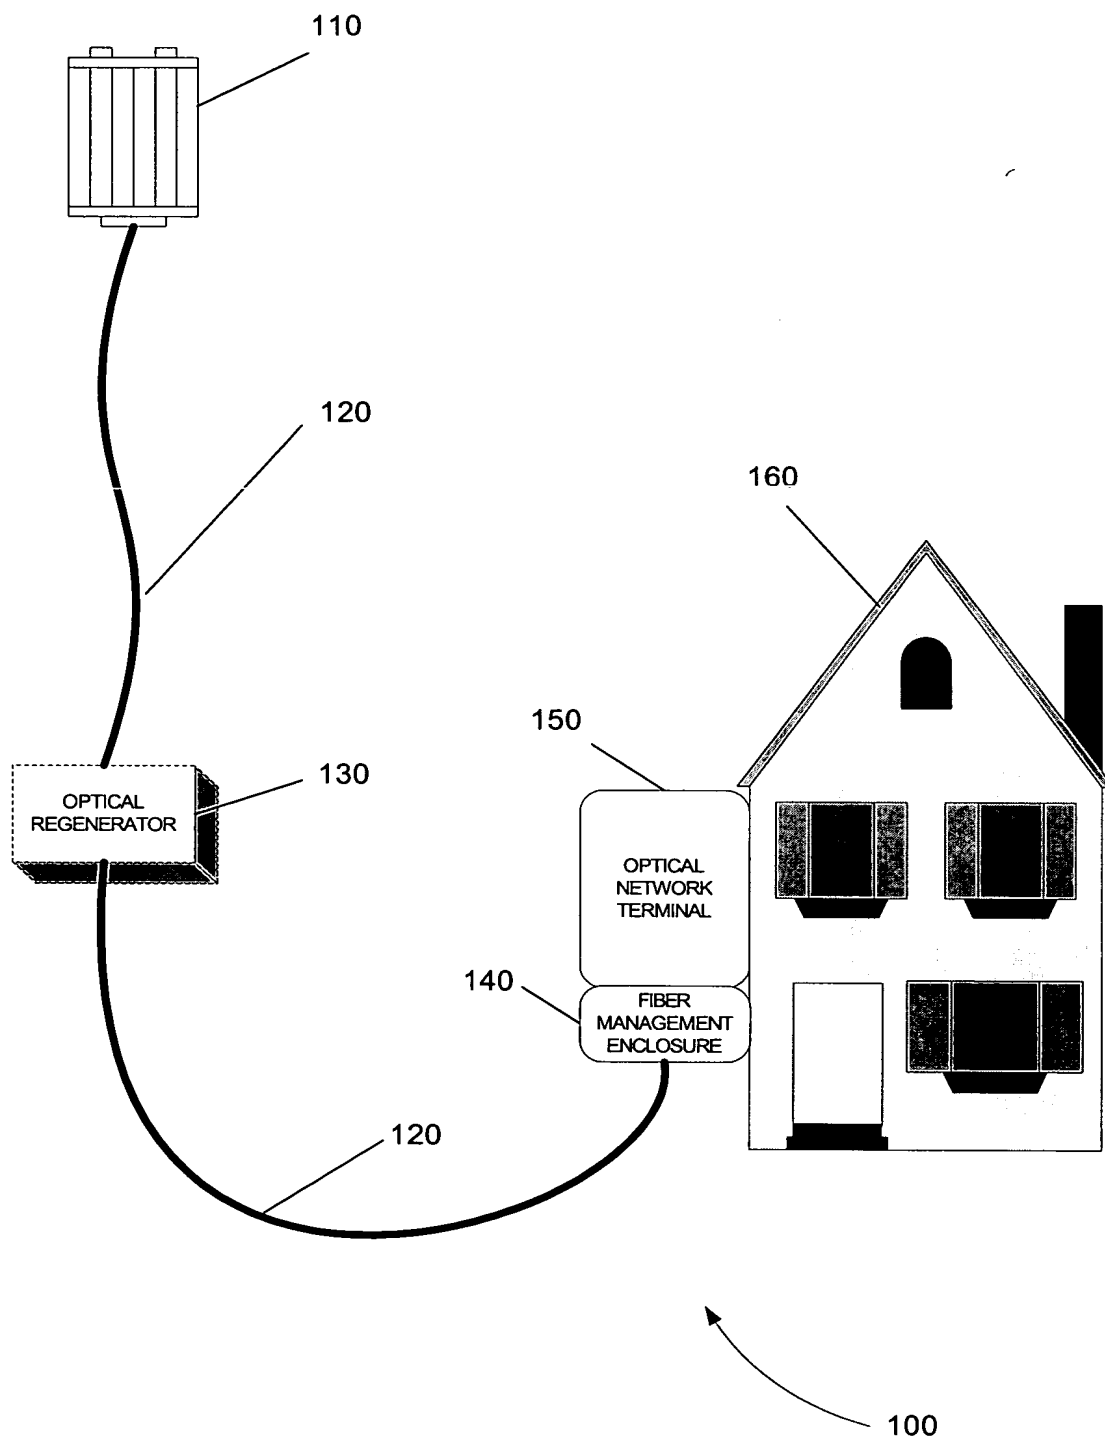 110
120
160
150
130
OPTICAL
REGENERATOR
OPTICAL
NETWORK
TERMINAL
140
FIBER
MANAGEMENT
ENCLOSURE
120
100